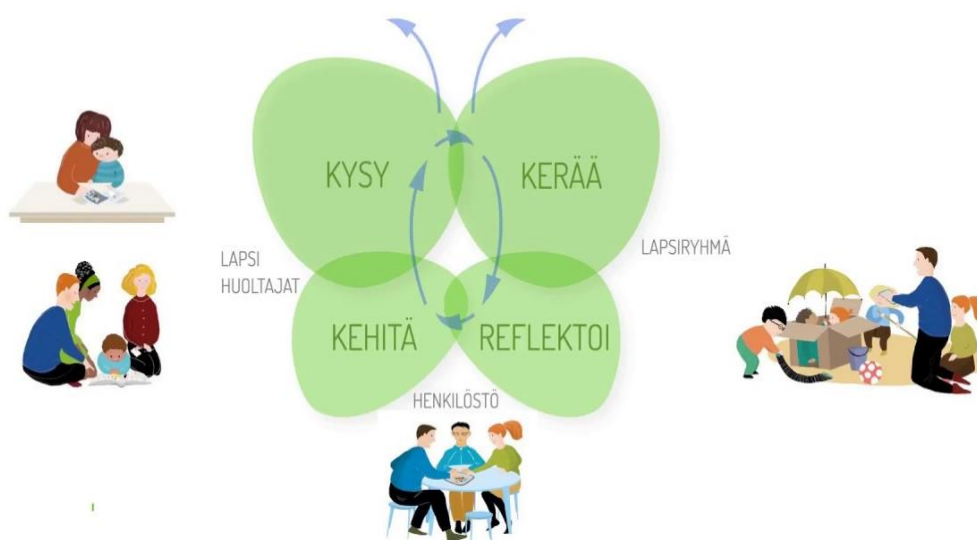 KYSY
KERÄÄ
LAPSI
HUOLTAJAT
LAPSIRYHMÄ
KEHITÄ
REFLEKTOI
HENKILÖSTÖ